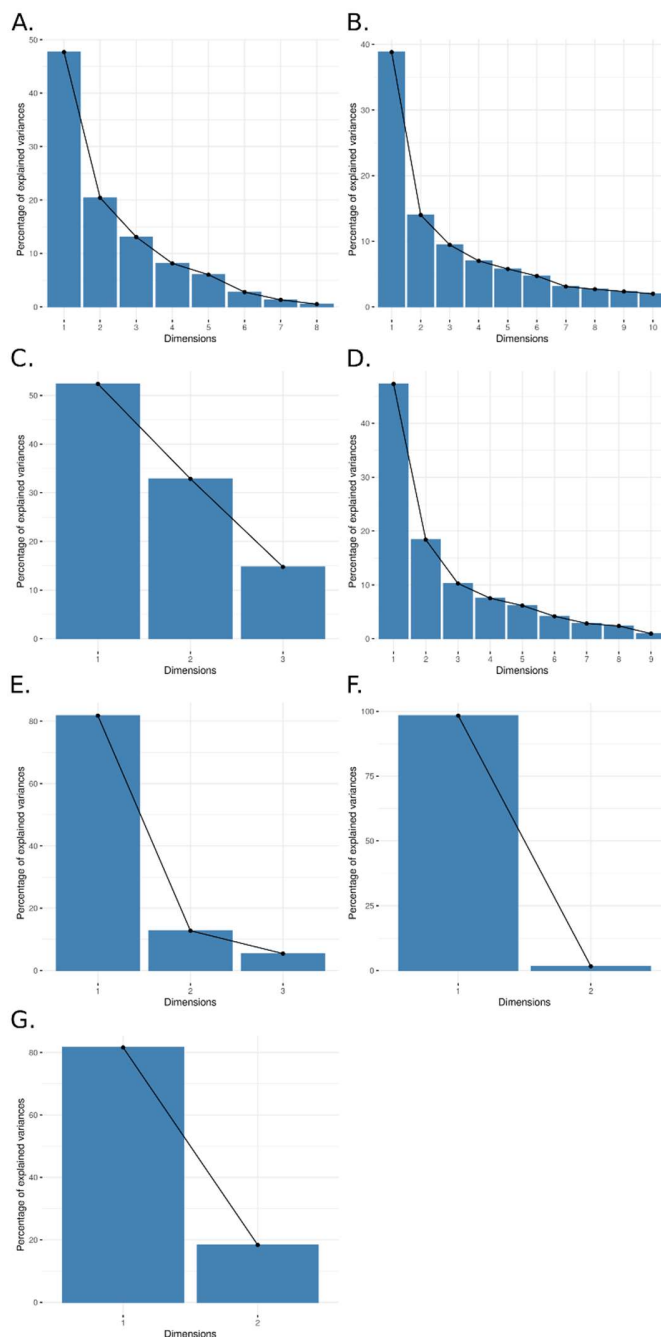 A.
Percentage of explained variances
50
40
30
20
10
0
1 2 3 4 5 6 7 8
Dimensions
B.
Percentage of explained variances
40
30
20
10
0
1 2 3 4 5 6 7 8 9 10
Dimensions
C.
Percentage of explained variances
50
40
30
20
10
0
1 2 3
Dimensions
D.
Percentage of explained variances
40
30
20
10
0
1 2 3 4 5 6 7 8 9
Dimensions
E.
Percentage of explained variances
80
60
40
20
0
1 2 3
Dimensions
F.
Percentage of explained variances
100
75
50
25
0
1 2
Dimensions
G.
Percentage of explained variances
80
60
40
20
0
1 2
Dimensions